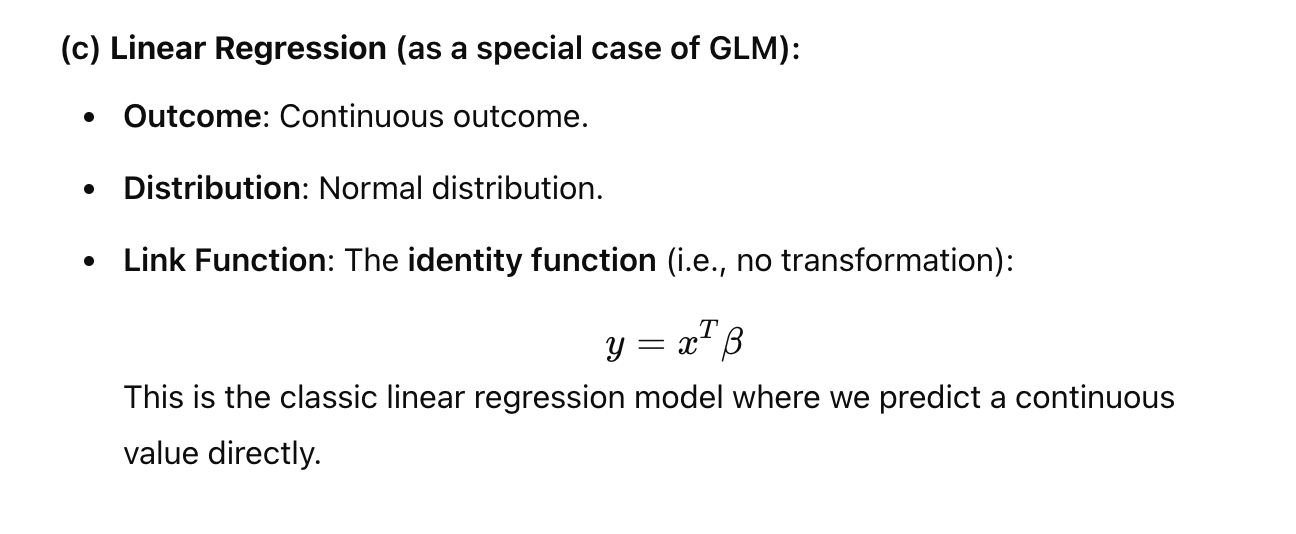 (c) Linear Regression (as a special case of GLM):
• Outcome: Continuous outcome.
• Distribution: Normal distribution.
• Link Function: The identity function (i.e., no transformation):
y = x^T β
This is the classic linear regression model where we predict a continuous
value directly.